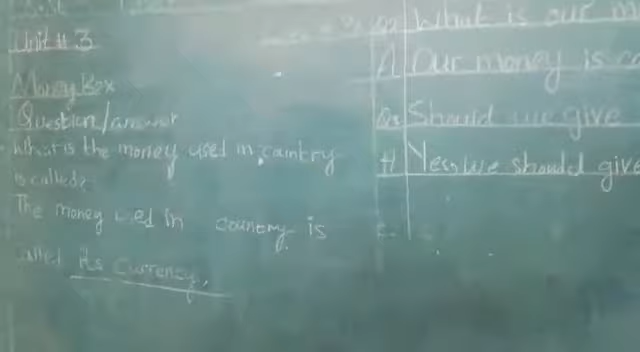 Unit # 3
Money Box
Question/answer
What is the money used in country
is called?
The money used in country is
called its currency.
Q: What is our m
A Our money is ca
Q: Should we give
A Yes we should give